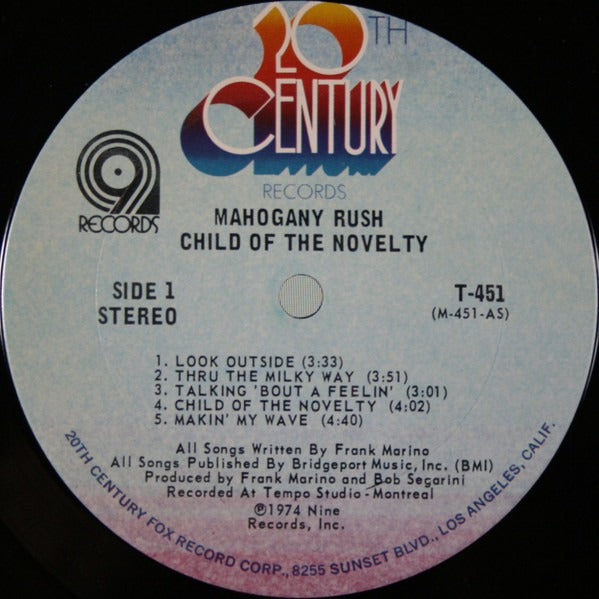 20TH
CENTURY
RECORDS
9
RECORDS
MAHOGANY RUSH
CHILD OF THE NOVELTY
SIDE 1
STEREO
T-451
(M-451-AS)
1. LOOK OUTSIDE (3:33)
2. THRU THE MILKY WAY (3:51)
3. TALKING 'BOUT A FEELIN' (3:01)
4. CHILD OF THE NOVELTY (4:02)
5. MAKIN' MY WAVE (4:40)
All Songs Written By Frank Marino
All Songs Published By Bridgeport Music, Inc. (BMI)
Produced by Frank Marino and Bob Segarini
Recorded At Tempo Studio - Montreal
℗1974 Nine
Records, Inc.
20TH CENTURY FOX RECORD CORP., 8255 SUNSET BLVD., LOS ANGELES, CALIF.